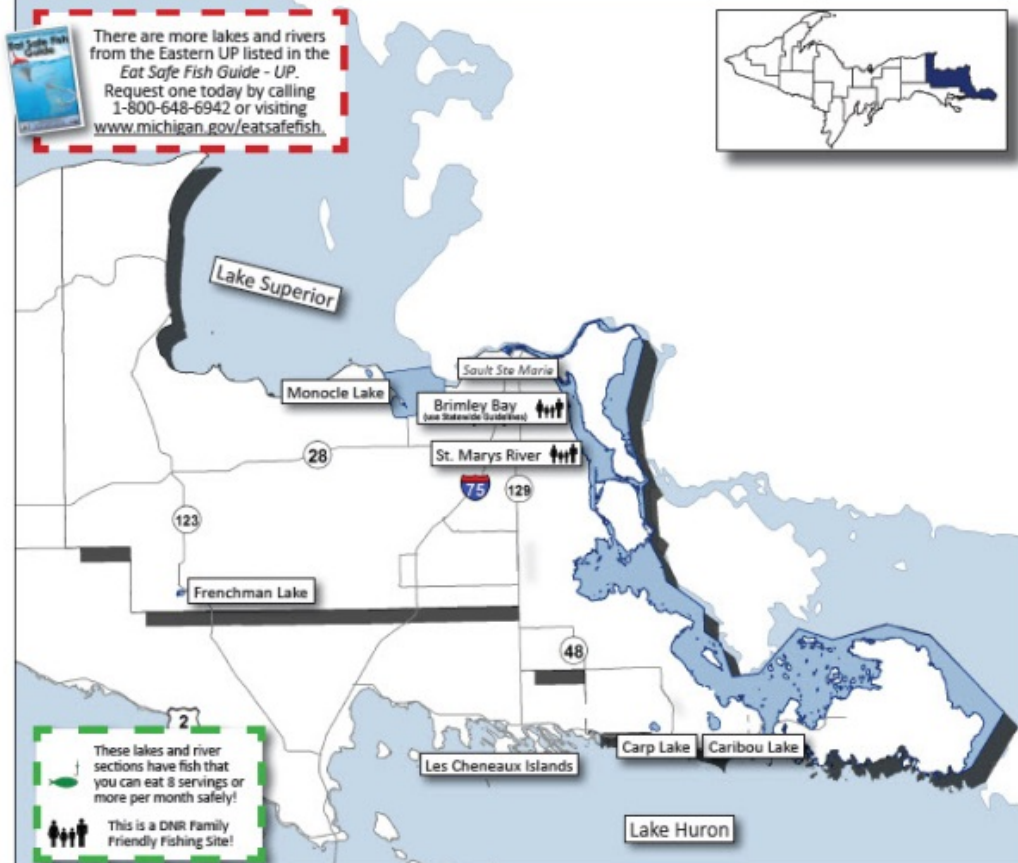 Eat Safe Fish
Guide
There are more lakes and rivers
from the Eastern UP listed in the
Eat Safe Fish Guide - UP.
Request one today by calling
1-800-648-6942 or visiting
www.michigan.gov/eatsafefish.
Lake Superior
Sault Ste Marie
Monocle Lake
Brimley Bay
(use Statewide Guidelines)
St. Marys River
28
75
129
123
Frenchman Lake
48
2
Carp Lake
Caribou Lake
Les Cheneaux Islands
These lakes and river
sections have fish that
you can eat 8 servings or
more per month safely!
This is a DNR Family
Friendly Fishing Site!
Lake Huron